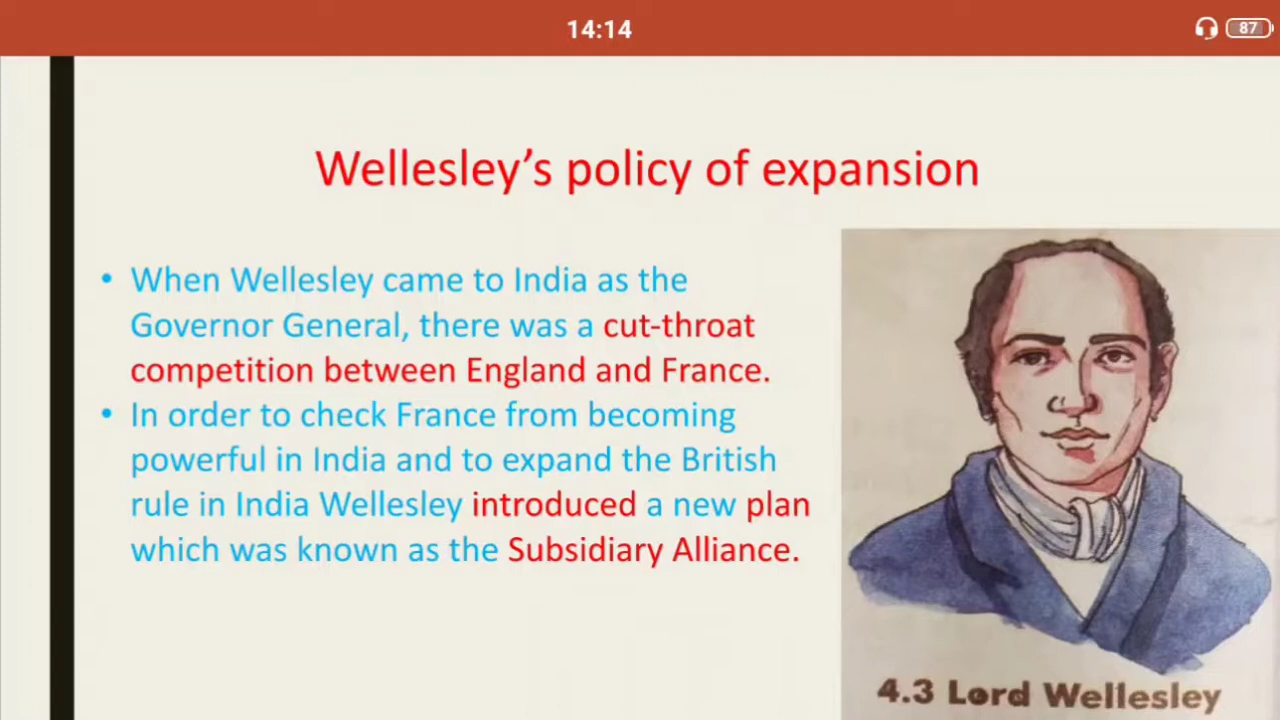 14:14
87
Wellesley’s policy of expansion
• When Wellesley came to India as the
Governor General, there was a cut-throat
competition between England and France.
• In order to check France from becoming
powerful in India and to expand the British
rule in India Wellesley introduced a new plan
which was known as the Subsidiary Alliance.
4.3 Lord Wellesley